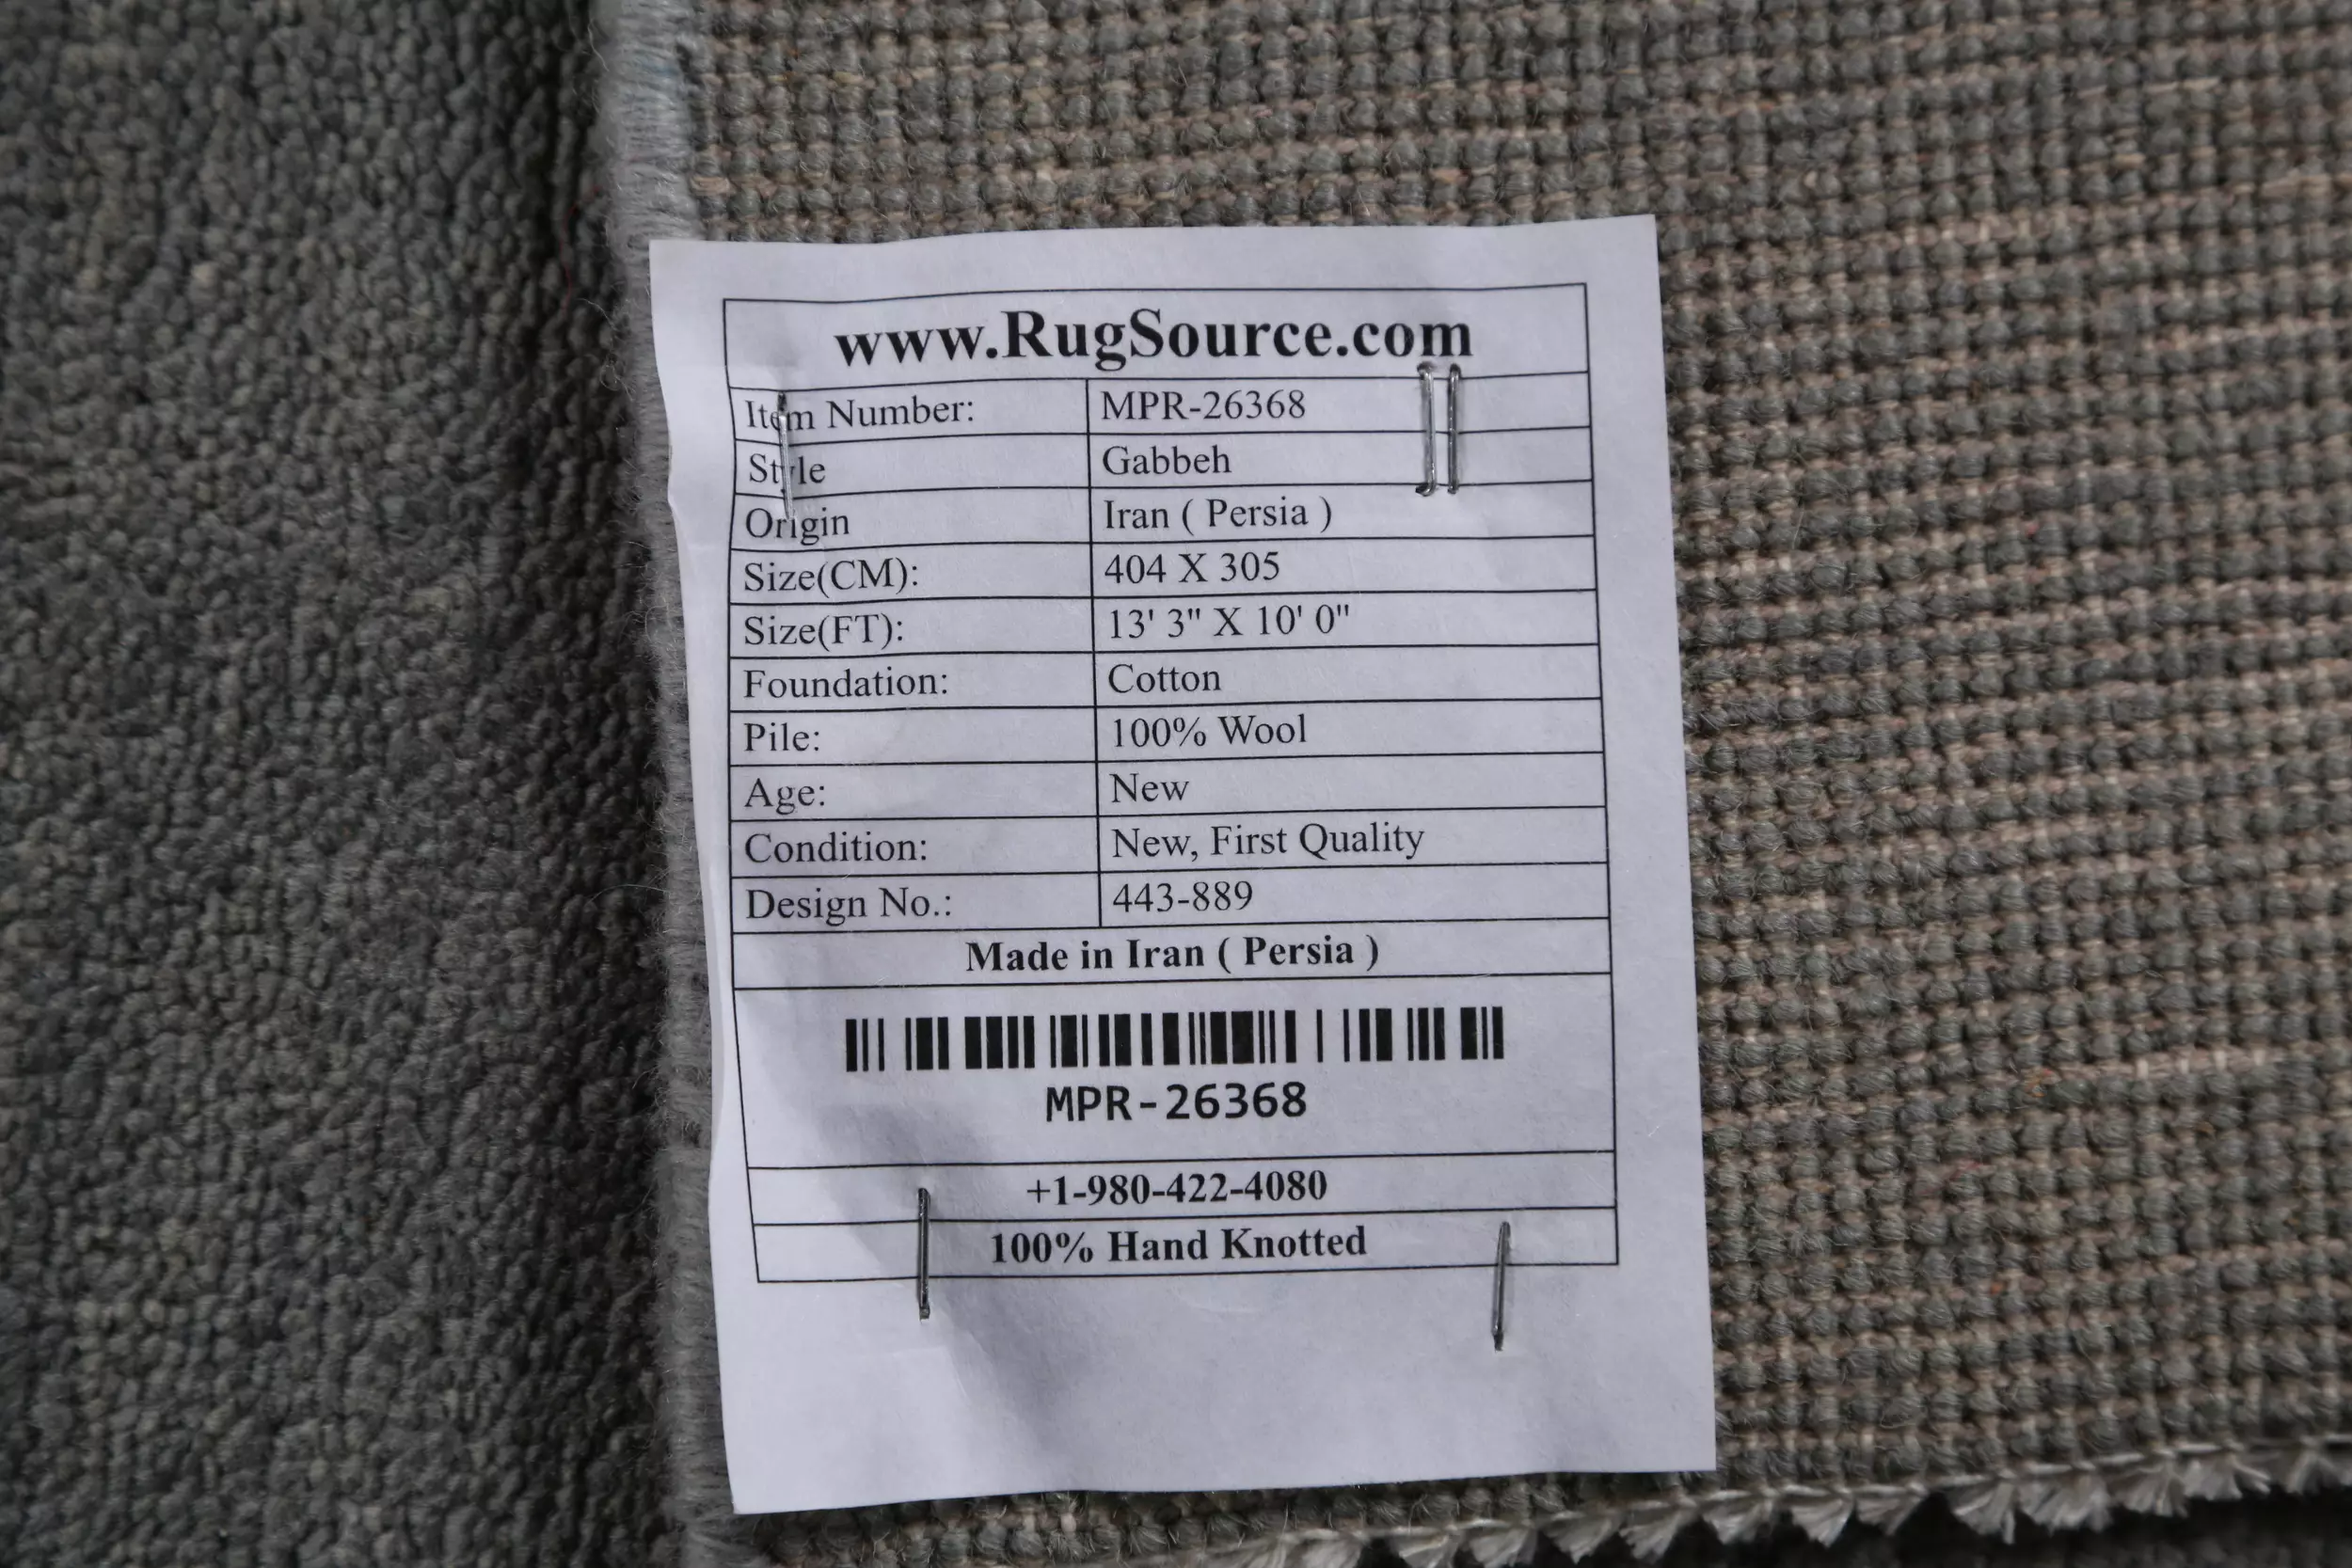 www.RugSource.com
Item Number: MPR-26368
Style Gabbeh
Origin Iran ( Persia )
Size(CM): 404 X 305
Size(FT): 13' 3" X 10' 0"
Foundation: Cotton
Pile: 100% Wool
Age: New
Condition: New, First Quality
Design No.: 443-889
Made in Iran ( Persia )
MPR-26368
+1-980-422-4080
100% Hand Knotted